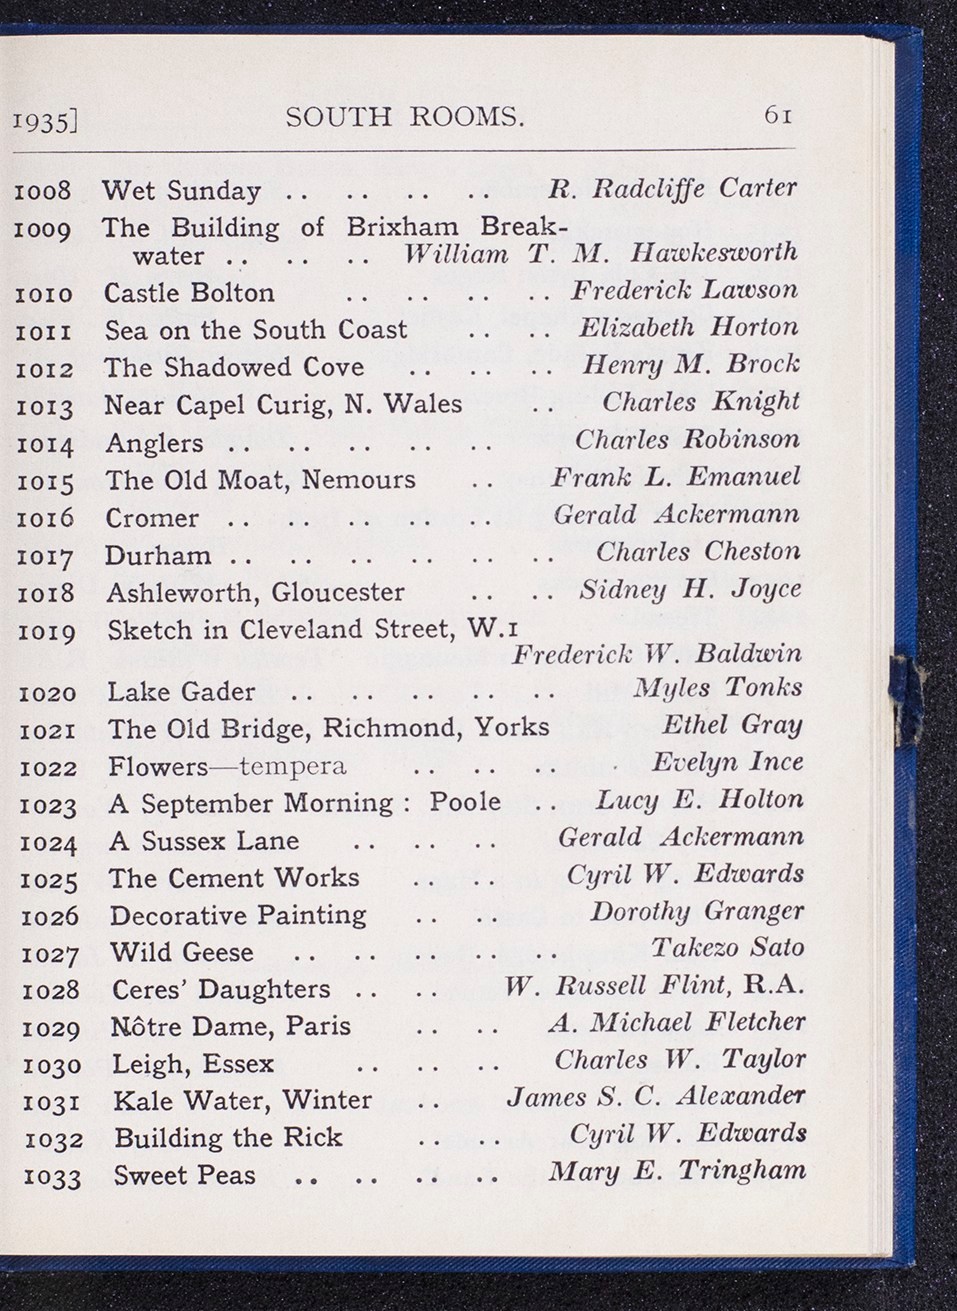 1935] SOUTH ROOMS. 61
1008 Wet Sunday .. .. .. .. R. Radcliffe Carter
1009 The Building of Brixham Break-
water .. .. .. William T. M. Hawkesworth
1010 Castle Bolton .. .. .. .. Frederick Lawson
1011 Sea on the South Coast .. .. Elizabeth Horton
1012 The Shadowed Cove .. .. .. Henry M. Brock
1013 Near Capel Curig, N. Wales .. Charles Knight
1014 Anglers .. .. .. .. .. Charles Robinson
1015 The Old Moat, Nemours .. Frank L. Emanuel
1016 Cromer .. .. .. .. .. Gerald Ackermann
1017 Durham .. .. .. .. .. .. Charles Cheston
1018 Ashleworth, Gloucester .. .. Sidney H. Joyce
1019 Sketch in Cleveland Street, W.1
Frederick W. Baldwin
1020 Lake Gader .. .. .. .. .. Myles Tonks
1021 The Old Bridge, Richmond, Yorks Ethel Gray
1022 Flowers—tempera .. .. .. Evelyn Ince
1023 A September Morning : Poole .. Lucy E. Holton
1024 A Sussex Lane .. .. .. Gerald Ackermann
1025 The Cement Works .. .. Cyril W. Edwards
1026 Decorative Painting .. .. Dorothy Granger
1027 Wild Geese .. .. .. .. .. Takezo Sato
1028 Ceres' Daughters .. .. W. Russell Flint, R.A.
1029 Nôtre Dame, Paris .. .. A. Michael Fletcher
1030 Leigh, Essex .. .. .. Charles W. Taylor
1031 Kale Water, Winter .. James S. C. Alexander
1032 Building the Rick .. .. Cyril W. Edwards
1033 Sweet Peas .. .. .. .. Mary E. Tringham